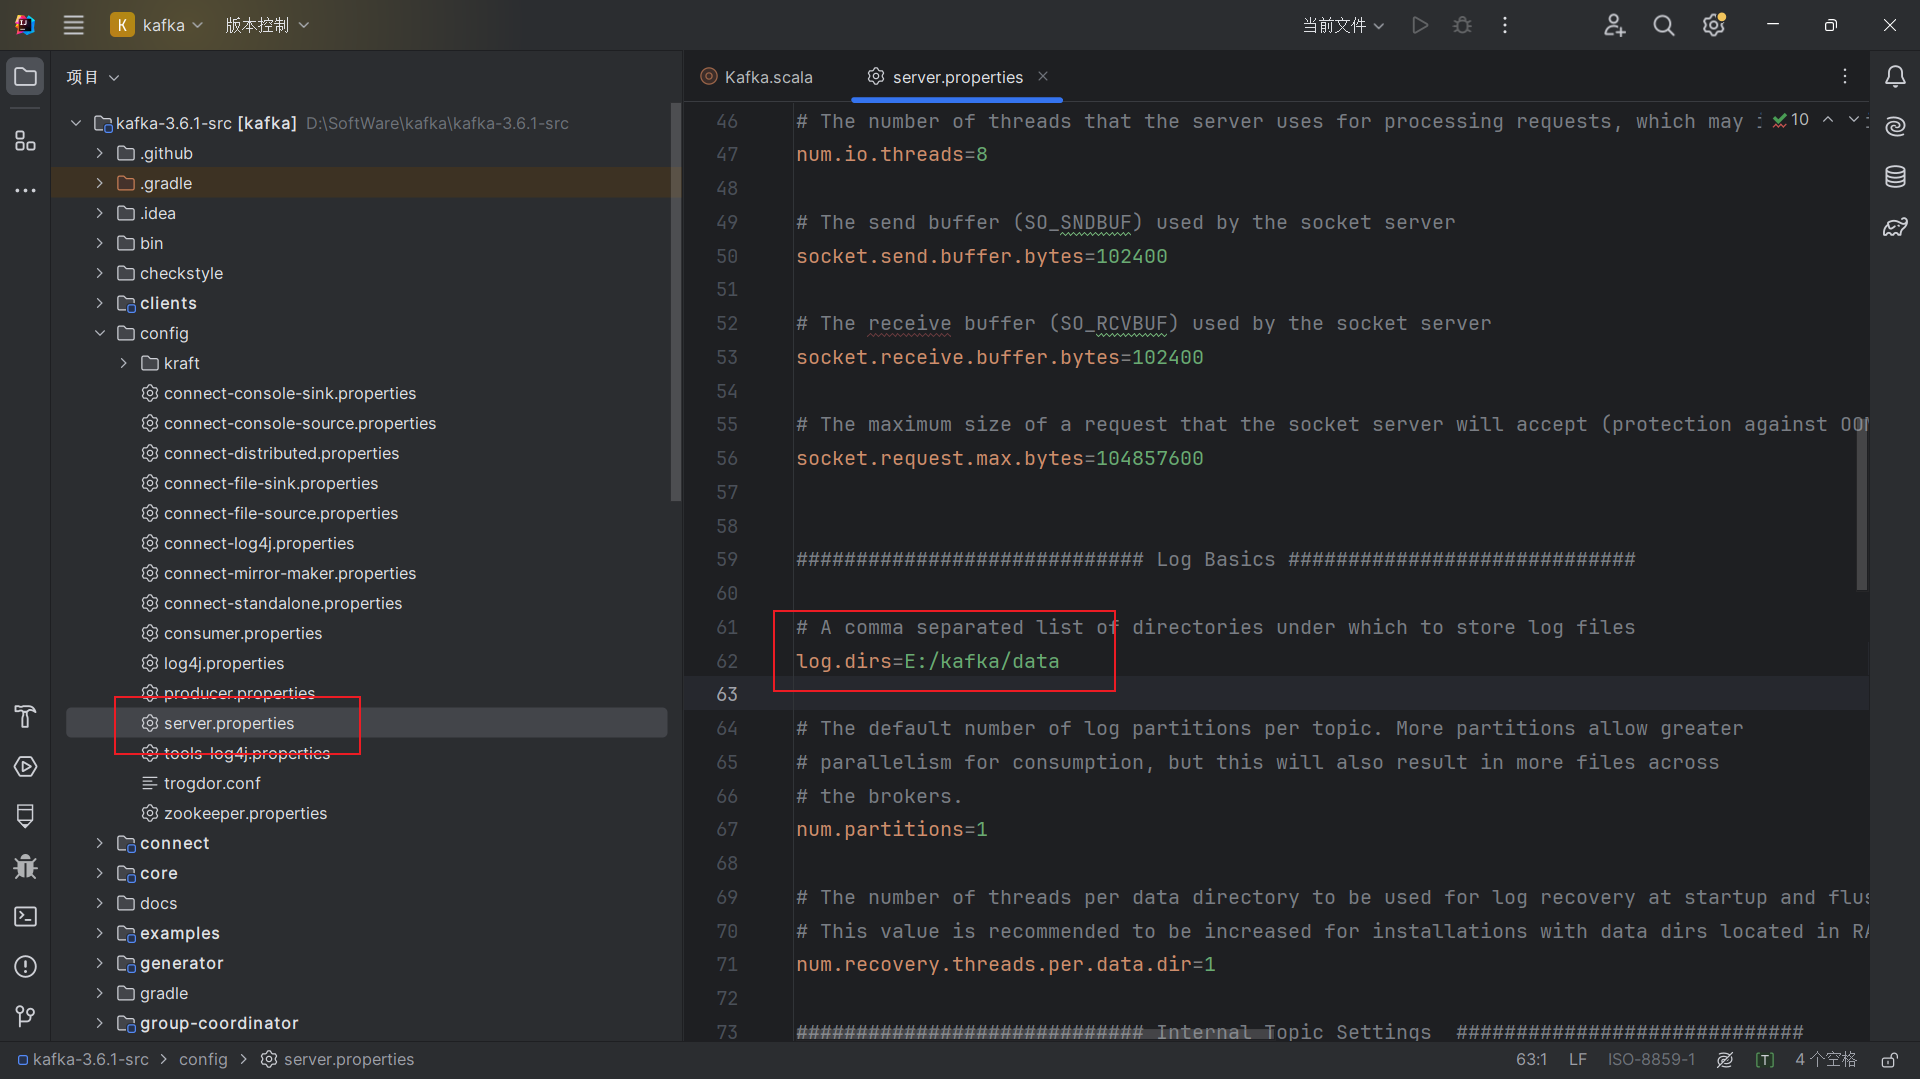 K kafka 版本控制 当前文件
项目
kafka-3.6.1-src [kafka] D:\SoftWare\kafka\kafka-3.6.1-src
.github
.gradle
.idea
bin
checkstyle
clients
config
kraft
connect-console-sink.properties
connect-console-source.properties
connect-distributed.properties
connect-file-sink.properties
connect-file-source.properties
connect-log4j.properties
connect-mirror-maker.properties
connect-standalone.properties
consumer.properties
log4j.properties
producer.properties
server.properties
tools-log4j.properties
trogdor.conf
zookeeper.properties
connect
core
docs
examples
generator
gradle
group-coordinator
Kafka.scala server.properties
10
46 # The number of threads that the server uses for processing requests, which may
47 num.io.threads=8
48
49 # The send buffer (SO_SNDBUF) used by the socket server
50 socket.send.buffer.bytes=102400
51
52 # The receive buffer (SO_RCVBUF) used by the socket server
53 socket.receive.buffer.bytes=102400
54
55 # The maximum size of a request that the socket server will accept (protection against OOM
56 socket.request.max.bytes=104857600
57
58
59 ############################# Log Basics #############################
60
61 # A comma separated list of directories under which to store log files
62 log.dirs=E:/kafka/data
63
64 # The default number of log partitions per topic. More partitions allow greater
65 # parallelism for consumption, but this will also result in more files across
66 # the brokers.
67 num.partitions=1
68
69 # The number of threads per data directory to be used for log recovery at startup and flus
70 # This value is recommended to be increased for installations with data dirs located in RA
71 num.recovery.threads.per.data.dir=1
72
73 ############################# Internal Topic Settings #############################
kafka-3.6.1-src > config > server.properties
63:1 LF ISO-8859-1 [T] 4 个空格